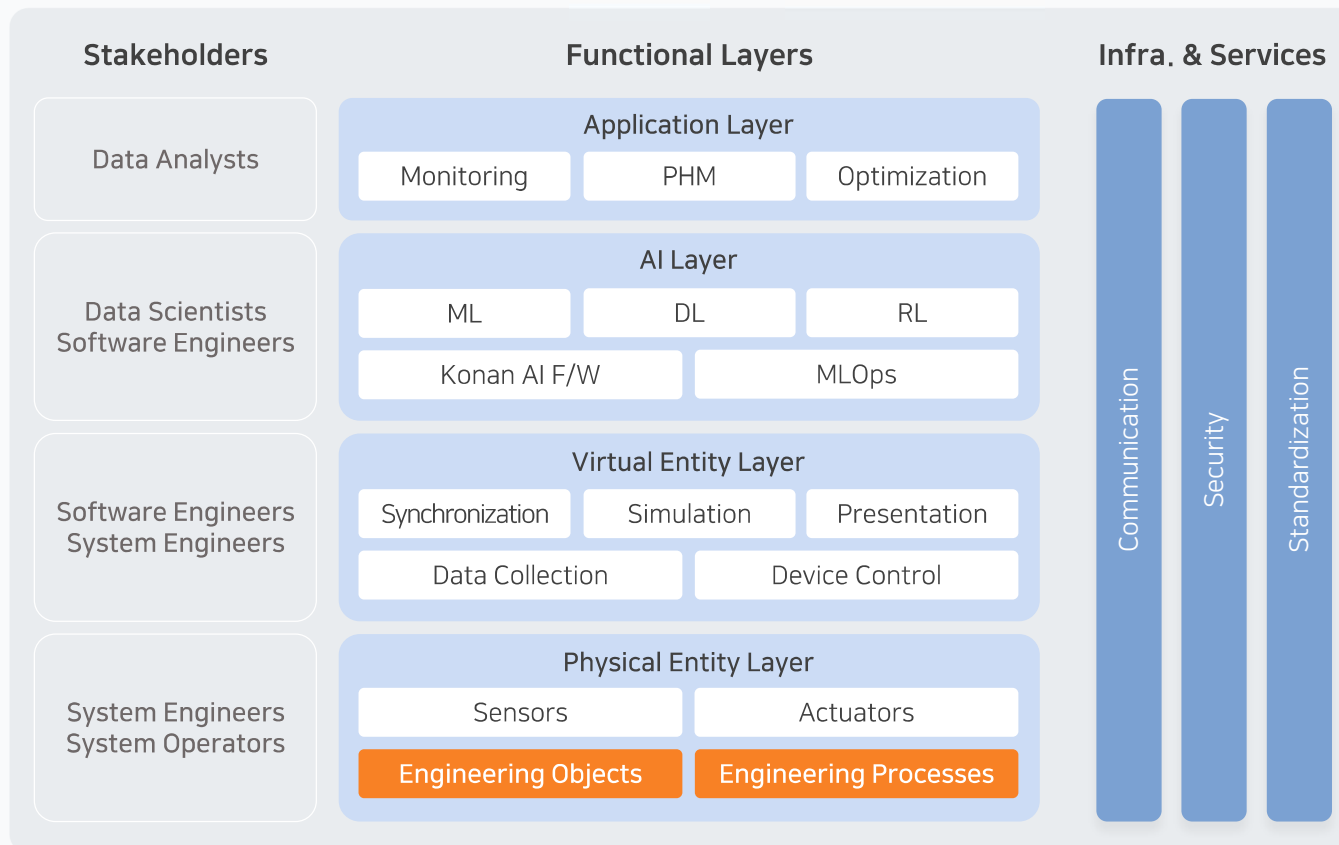 Stakeholders
Functional Layers
Infra. & Services
Data Analysts
Application Layer
Monitoring
PHM
Optimization
Data Scientists
Software Engineers
AI Layer
ML
DL
RL
Konan AI F/W
MLOps
Software Engineers
System Engineers
Virtual Entity Layer
Synchronization
Simulation
Presentation
Data Collection
Device Control
System Engineers
System Operators
Physical Entity Layer
Sensors
Actuators
Engineering Objects
Engineering Processes
Communication
Security
Standardization